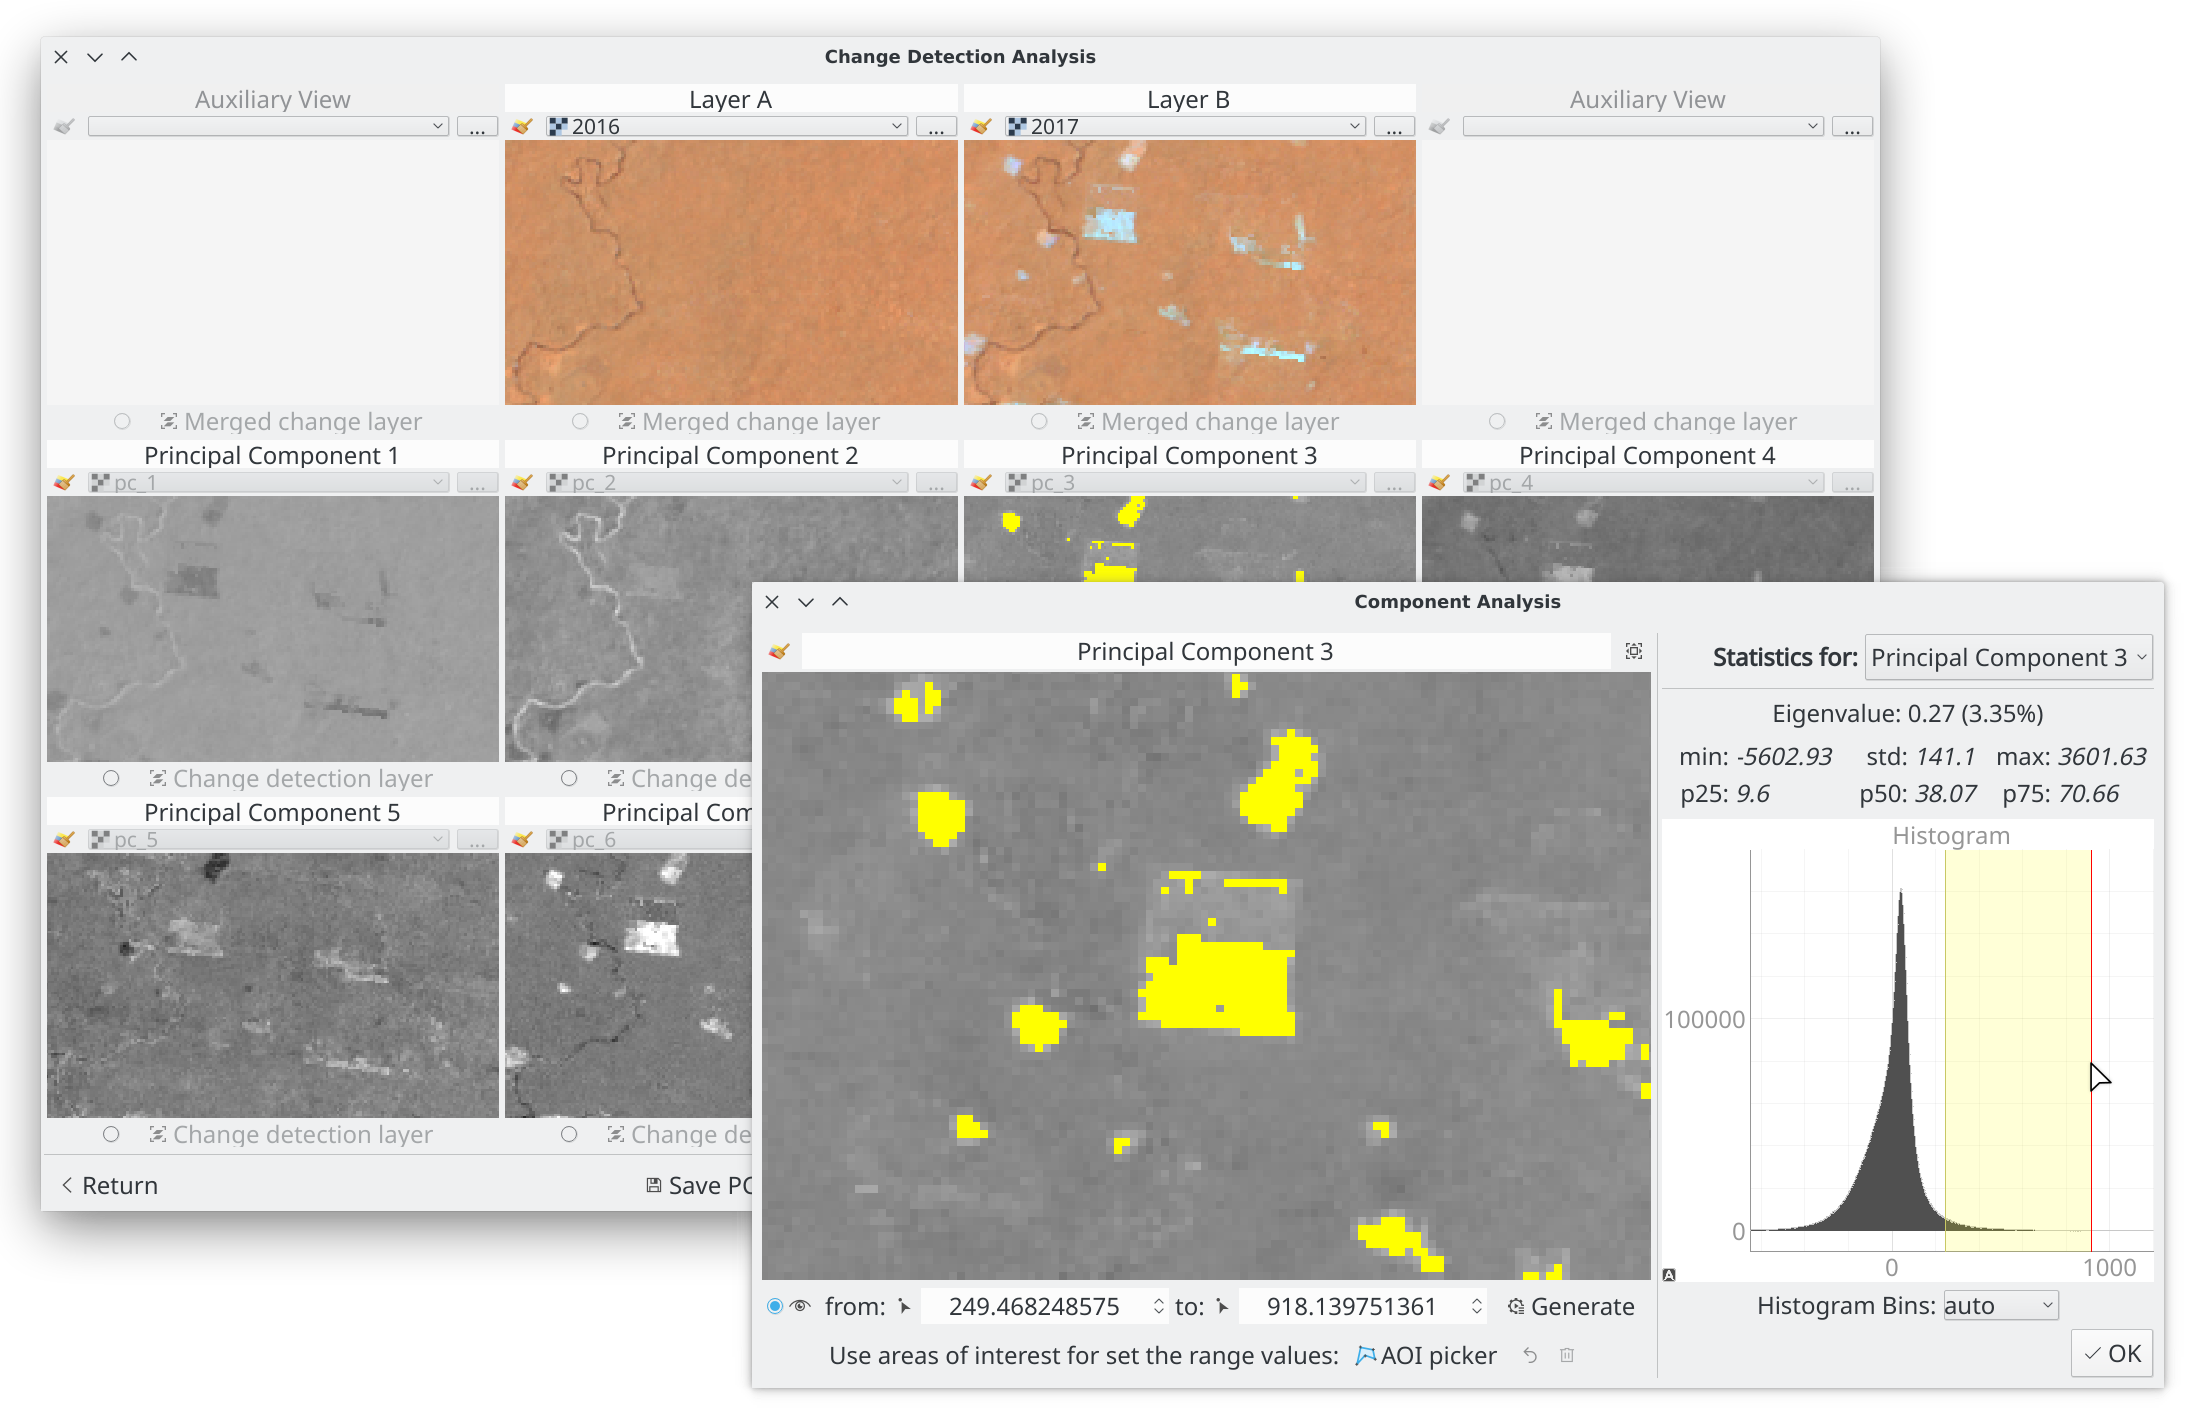 Change Detection Analysis
Auxiliary View
Layer A
Layer B
Auxiliary View
...
2016
...
2017
...
...
Merged change layer
Merged change layer
Merged change layer
Merged change layer
Principal Component 1
Principal Component 2
Principal Component 3
Principal Component 4
pc_1
...
pc_2
...
pc_3
...
pc_4
...
Change detection layer
Change de
Principal Component 5
Principal Com
pc_5
...
pc_6
Change detection layer
Change de
Return
Save PC
Component Analysis
Principal Component 3
Statistics for: Principal Component 3
Eigenvalue: 0.27 (3.35%)
min: -5602.93 std: 141.1 max: 3601.63
p25: 9.6 p50: 38.07 p75: 70.66
Histogram
100000
0
0 1000
A
Histogram Bins: auto
from: 249.468248575 to: 918.139751361 Generate
Use areas of interest for set the range values: AOI picker
OK